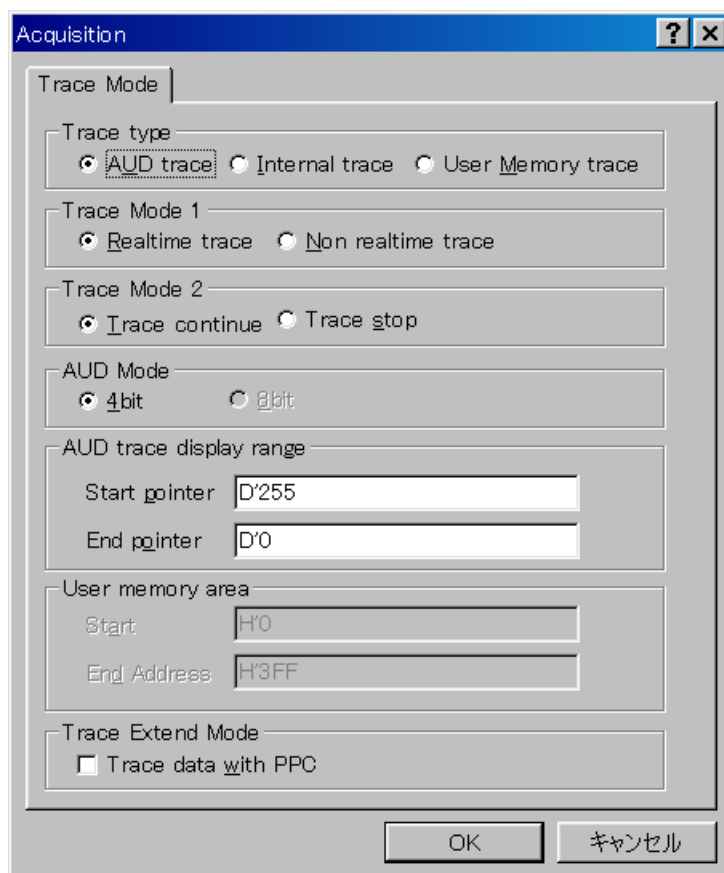 Acquisition
Trace Mode
Trace type
AUD trace Internal trace User Memory trace
Trace Mode 1
Realtime trace Non realtime trace
Trace Mode 2
Trace continue Trace stop
AUD Mode
4bit 8bit
AUD trace display range
Start pointer D'255
End pointer D'0
User memory area
Start H'0
End Address H'3FF
Trace Extend Mode
Trace data with PPC
OK キャンセル